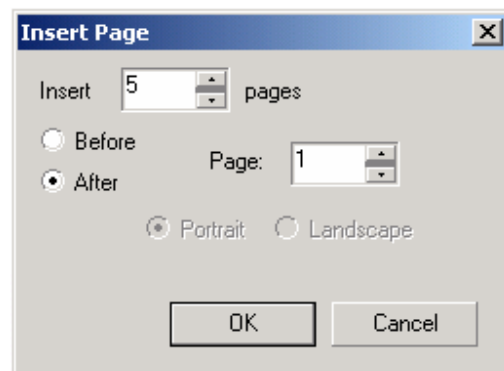 Insert Page
Insert 5 pages
Before
Page: 1
After
Portrait Landscape
OK Cancel